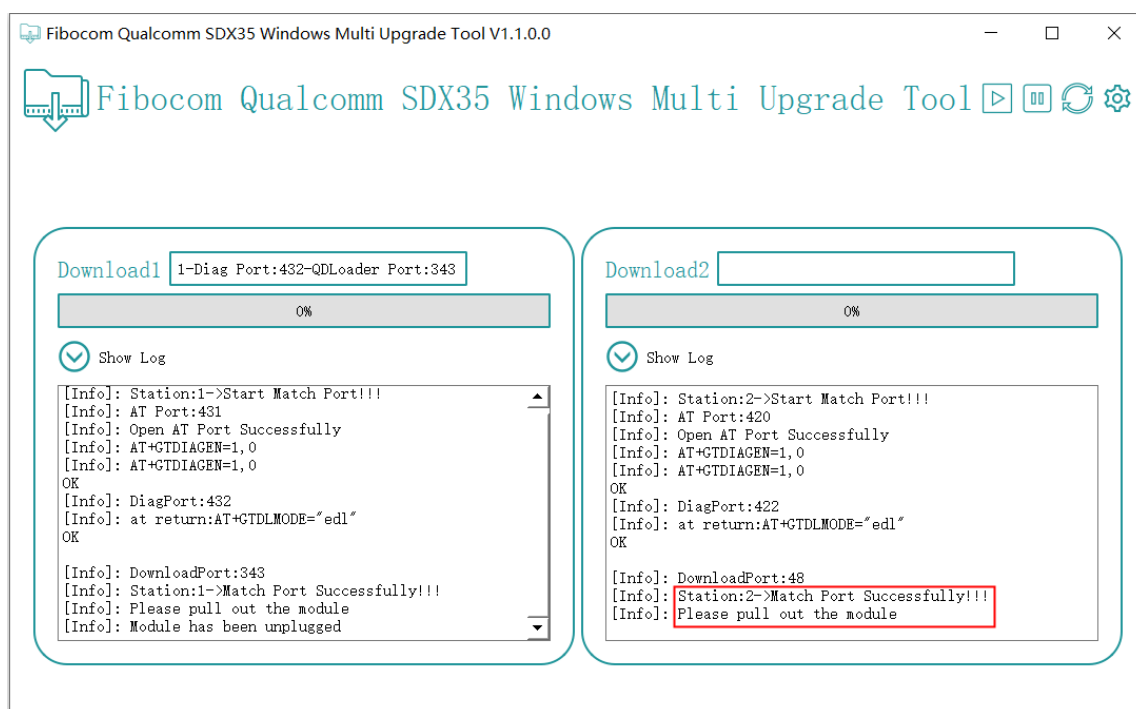 Fibocom Qualcomm SDX35 Windows Multi Upgrade Tool V1.1.0.0
Fibocom Qualcomm SDX35 Windows Multi Upgrade Tool
Download1
1-Diag Port:432-QDLoader Port:343
0%
Show Log
[Info]: Station:1->Start Match Port!!!
[Info]: AT Port:431
[Info]: Open AT Port Successfully
[Info]: AT+GTDIAGEN=1,0
[Info]: AT+GTDIAGEN=1,0
OK
[Info]: DiagPort:432
[Info]: at return:AT+GTDLMODE="edl"
OK
[Info]: DownloadPort:343
[Info]: Station:1->Match Port Successfully!!!
[Info]: Please pull out the module
[Info]: Module has been unplugged
Download2
0%
Show Log
[Info]: Station:2->Start Match Port!!!
[Info]: AT Port:420
[Info]: Open AT Port Successfully
[Info]: AT+GTDIAGEN=1,0
[Info]: AT+GTDIAGEN=1,0
OK
[Info]: DiagPort:422
[Info]: at return:AT+GTDLMODE="edl"
OK
[Info]: DownloadPort:48
[Info]: Station:2->Match Port Successfully!!!
[Info]: Please pull out the module